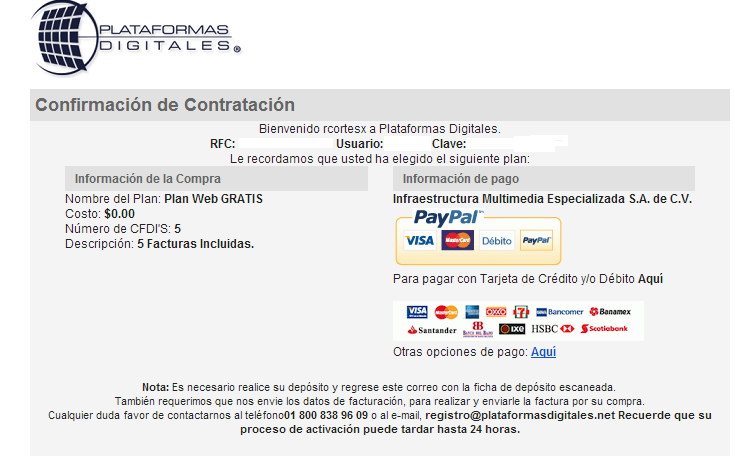 PLATAFORMAS
DIGITALES®
Confirmación de Contratación
Bienvenido rcortesx a Plataformas Digitales.
RFC: Usuario: Clave:
Le recordamos que usted ha elegido el siguiente plan:
Información de la Compra
Nombre del Plan: Plan Web GRATIS
Costo: $0.00
Número de CFDI'S: 5
Descripción: 5 Facturas Incluidas.
Información de pago
Infraestructura Multimedia Especializada S.A. de C.V.
PayPal
VISA MasterCard Débito PayPal
Para pagar con Tarjeta de Crédito y/o Débito Aquí
VISA MasterCard OXXO 7 Bancomer Banamex
Santander BB BANCO DEL BAJIO ixe HSBC Scotiabank
Otras opciones de pago: Aquí
Nota: Es necesario realice su depósito y regrese este correo con la ficha de depósito escaneada.
También requerimos que nos envie los datos de facturación, para realizar y enviarle la factura por su compra.
Cualquier duda favor de contactarnos al teléfono01 800 838 96 09 o al e-mail, registro@plataformasdigitales.net Recuerde que su
proceso de activación puede tardar hasta 24 horas.